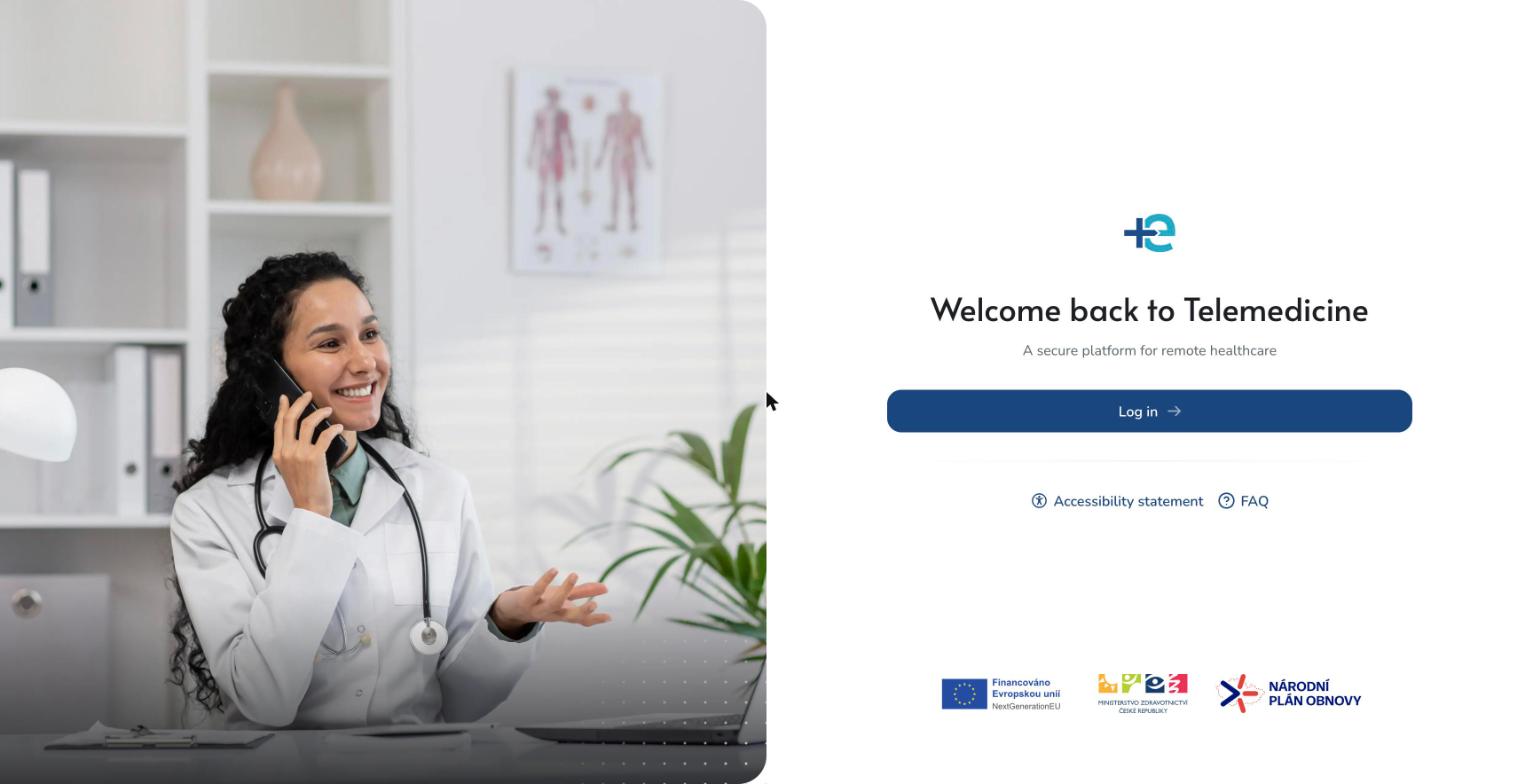 Welcome back to Telemedicine
A secure platform for remote healthcare
Log in
Accessibility statement
FAQ
Financováno
Evropskou unií
NextGenerationEU
MINISTERSTVO ZDRAVOTNICTVÍ
ČESKÉ REPUBLIKY
NÁRODNÍ
PLÁN OBNOVY